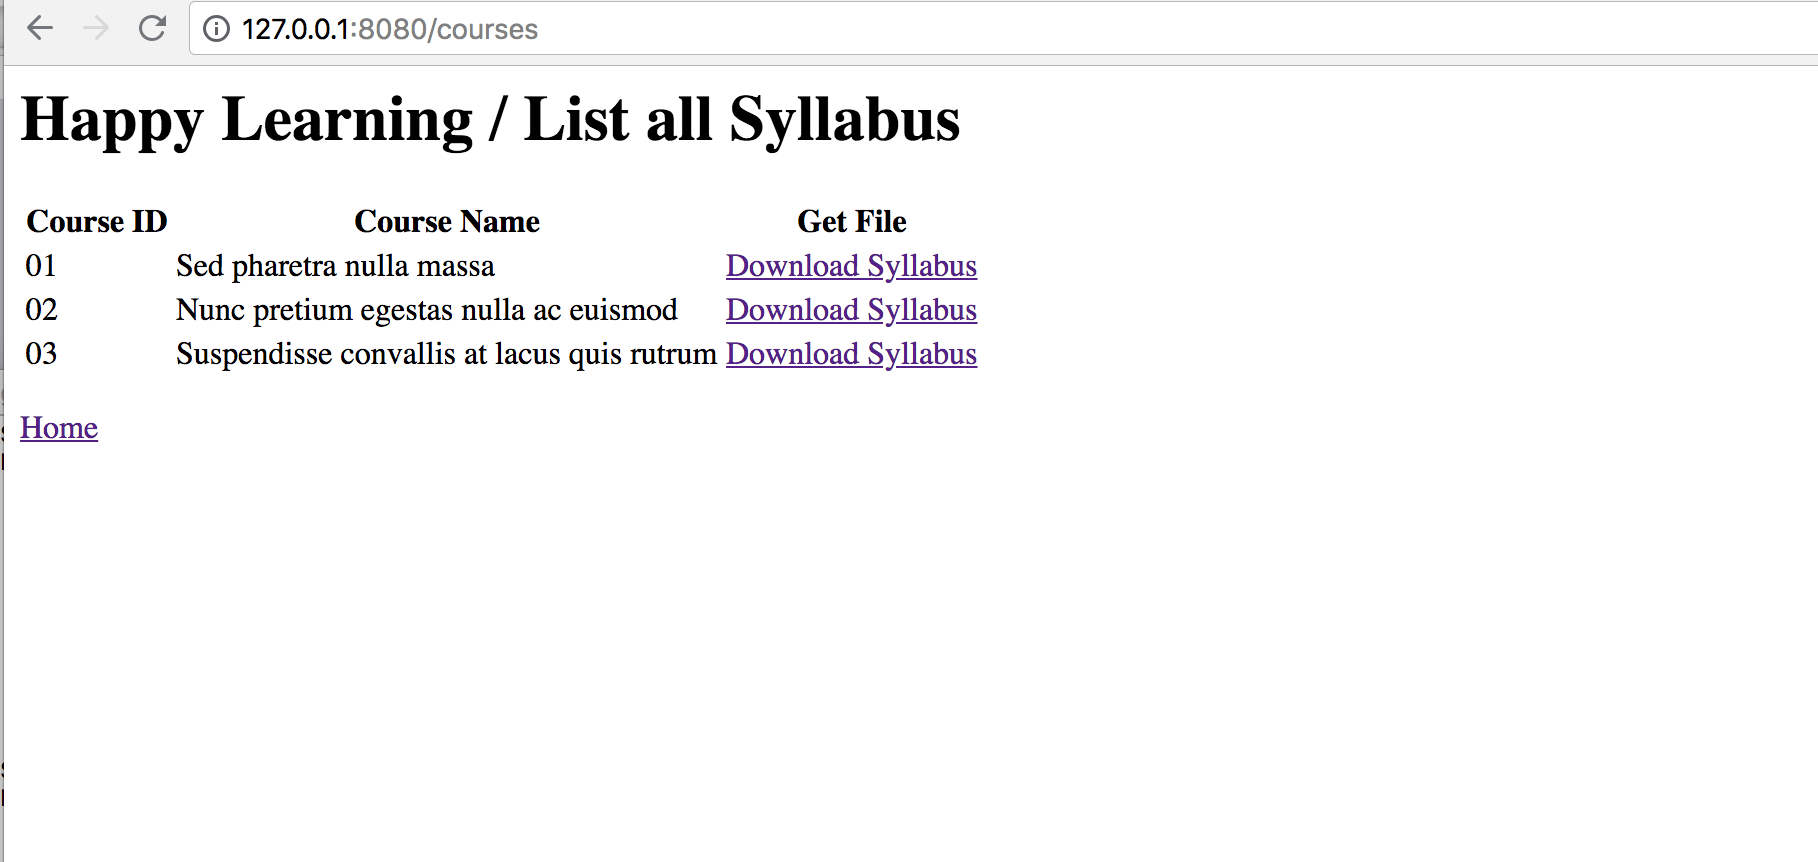 127.0.0.1:8080/courses
Happy Learning / List all Syllabus
Course ID Course Name Get File
01 Sed pharetra nulla massa Download Syllabus
02 Nunc pretium egestas nulla ac euismod Download Syllabus
03 Suspendisse convallis at lacus quis rutrum Download Syllabus
Home